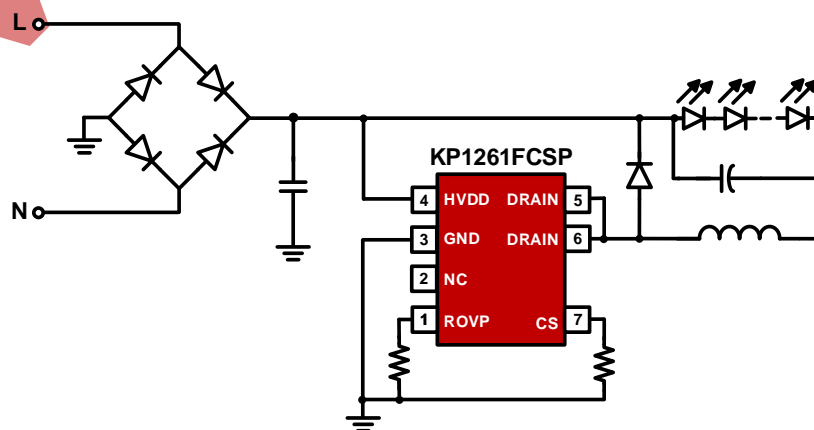 L
KP1261FCSP
4 HVDD DRAIN 5
3 GND DRAIN 6
2 NC
1 ROVP CS 7
N